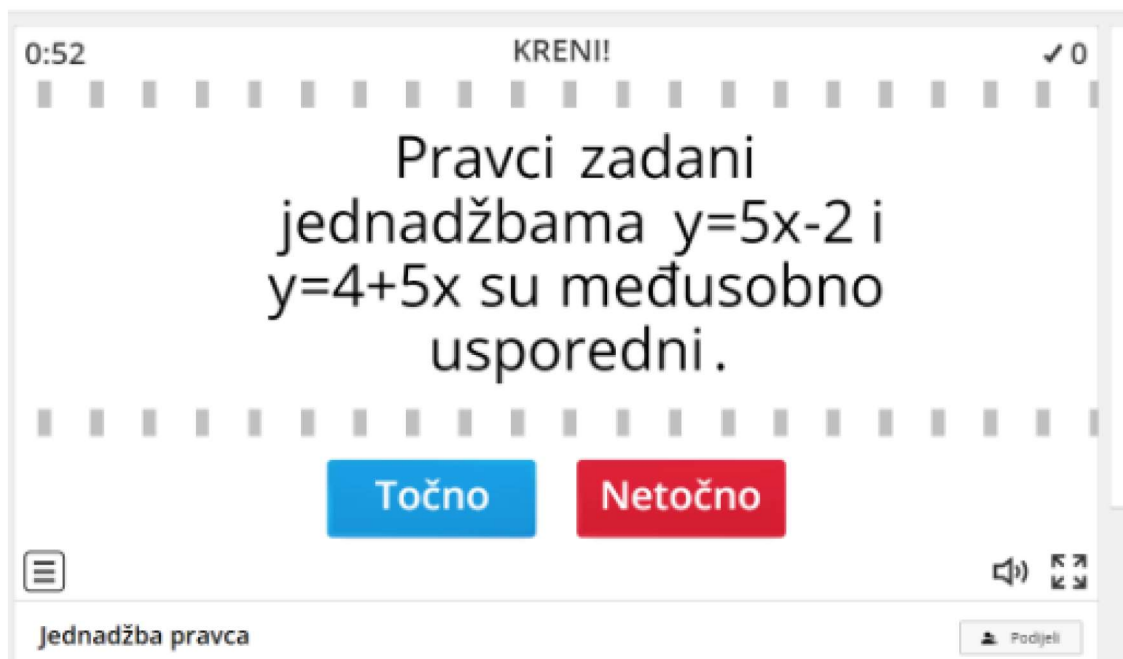 0:52
KRENI!
✓ 0
Pravci zadani
jednadžbama y=5x-2 i
y=4+5x su međusobno
usporedni.
Točno
Netočno
Jednadžba pravca
Podijeli